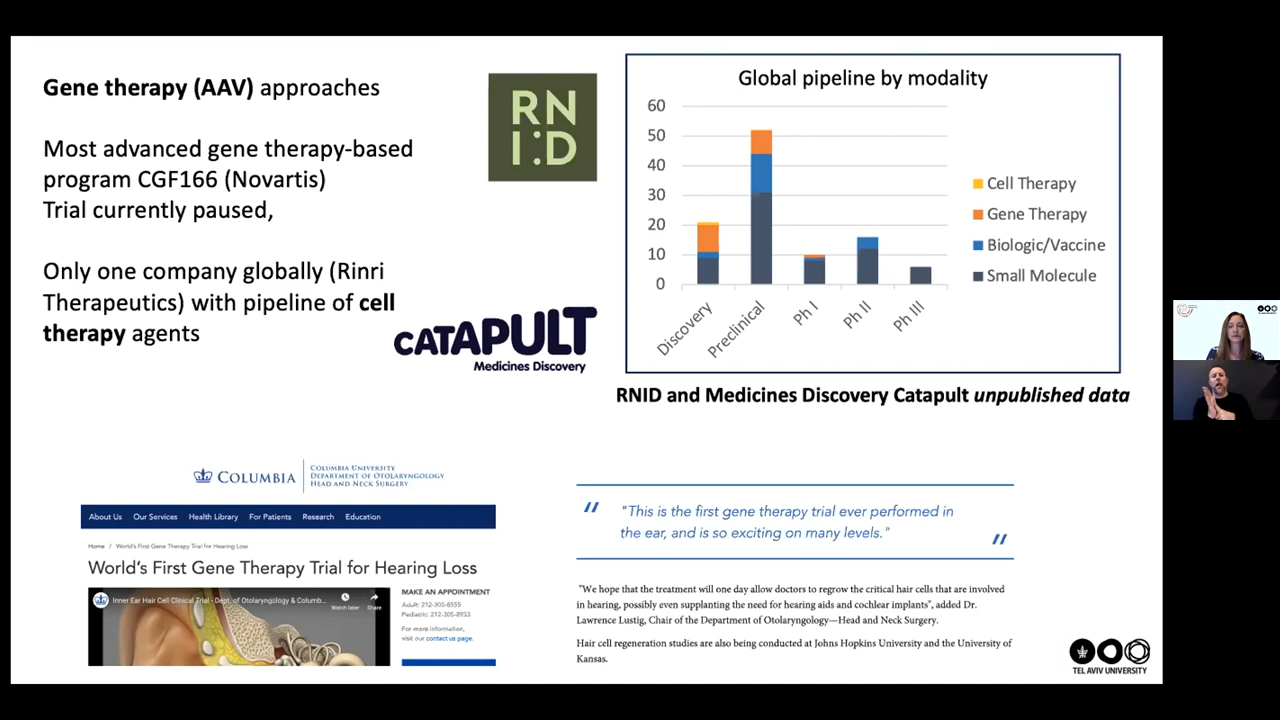 Gene therapy (AAV) approaches
Most advanced gene therapy-based
program CGF166 (Novartis)
Trial currently paused,
Only one company globally (Rinri
Therapeutics) with pipeline of cell
therapy agents
RN
I:D
CATAPULT
Medicines Discovery
Global pipeline by modality
60
50
40
30
20
10
0
Discovery
Preclinical
Ph I
Ph II
Ph III
Cell Therapy
Gene Therapy
Biologic/Vaccine
Small Molecule
RNID and Medicines Discovery Catapult unpublished data
COLUMBIA
COLUMBIA UNIVERSITY
DEPARTMENT OF OTOLARYNGOLOGY
HEAD AND NECK SURGERY
About Us Our Services Health Library For Patients Research Education
Home / World's First Gene Therapy Trial for Hearing Loss
World's First Gene Therapy Trial for Hearing Loss
Inner Ear Hair Cell Clinical Trial - Dept. of Otolaryngology & Columb...
Watch later
Share
MAKE AN APPOINTMENT
Adult: 212-305-8555
Pediatric: 212-305-8933
For more information,
visit our contact us page.
"This is the first gene therapy trial ever performed in
the ear, and is so exciting on many levels."
"We hope that the treatment will one day allow doctors to regrow the critical hair cells that are involved
in hearing, possibly even supplanting the need for hearing aids and cochlear implants", added Dr.
Lawrence Lustig, Chair of the Department of Otolaryngology—Head and Neck Surgery.
Hair cell regeneration studies are also being conducted at Johns Hopkins University and the University of
Kansas.
TEL AVIV UNIVERSITY